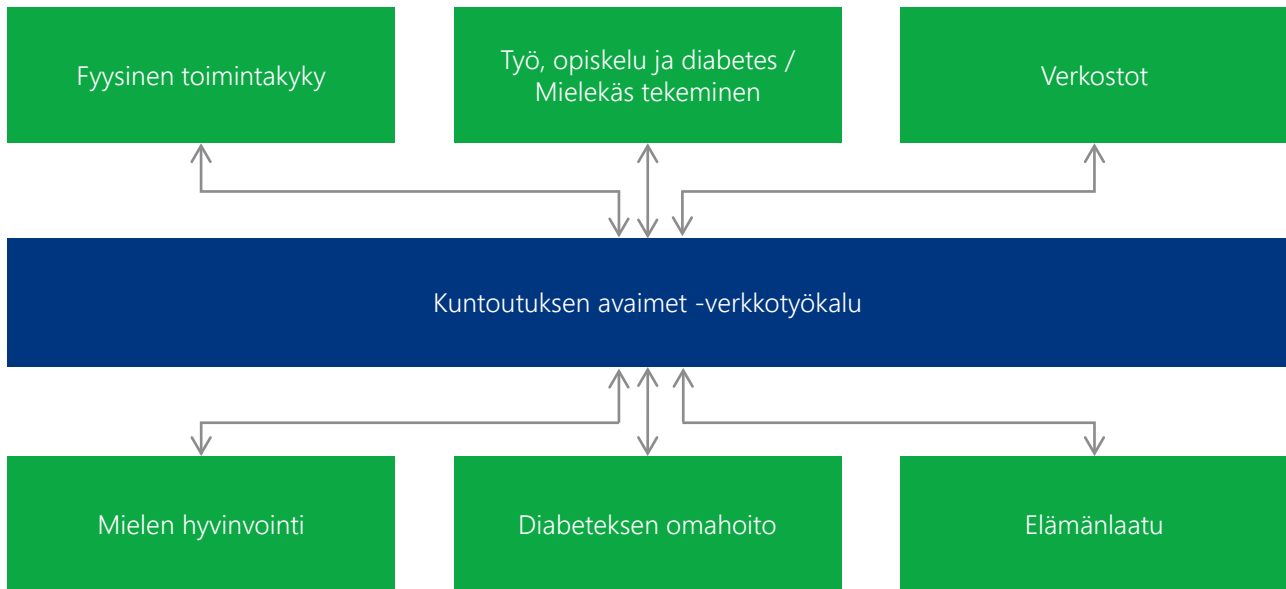 Fyysinen toimintakyky
Työ, opiskelu ja diabetes /
Mielekäs tekeminen
Verkostot
Kuntoutuksen avaimet -verkkotyökalu
Mielen hyvinvointi
Diabeteksen omahoito
Elämänlaatu